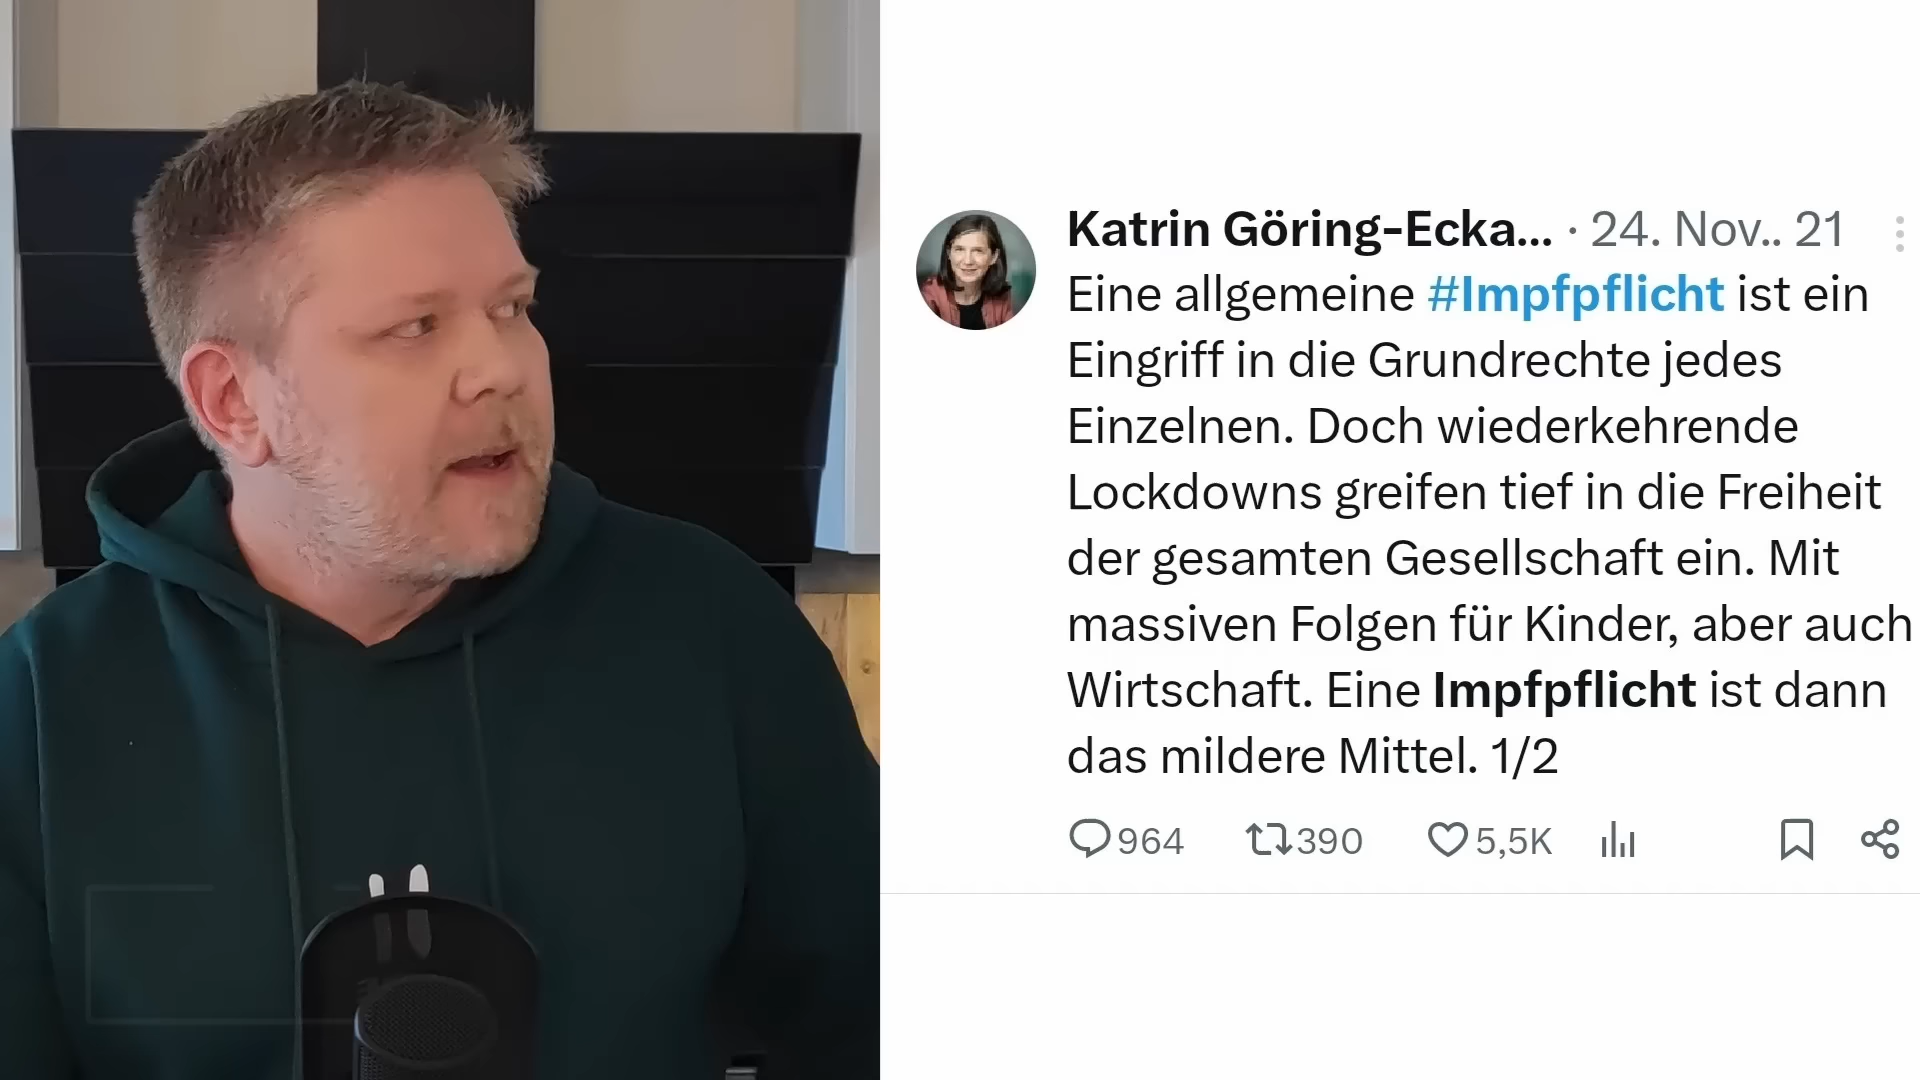 Katrin Göring-Ecka... · 24. Nov.. 21
Eine allgemeine #Impfpflicht ist ein
Eingriff in die Grundrechte jedes
Einzelnen. Doch wiederkehrende
Lockdowns greifen tief in die Freiheit
der gesamten Gesellschaft ein. Mit
massiven Folgen für Kinder, aber auch
Wirtschaft. Eine Impfpflicht ist dann
das mildere Mittel. 1/2
964 390 5,5K